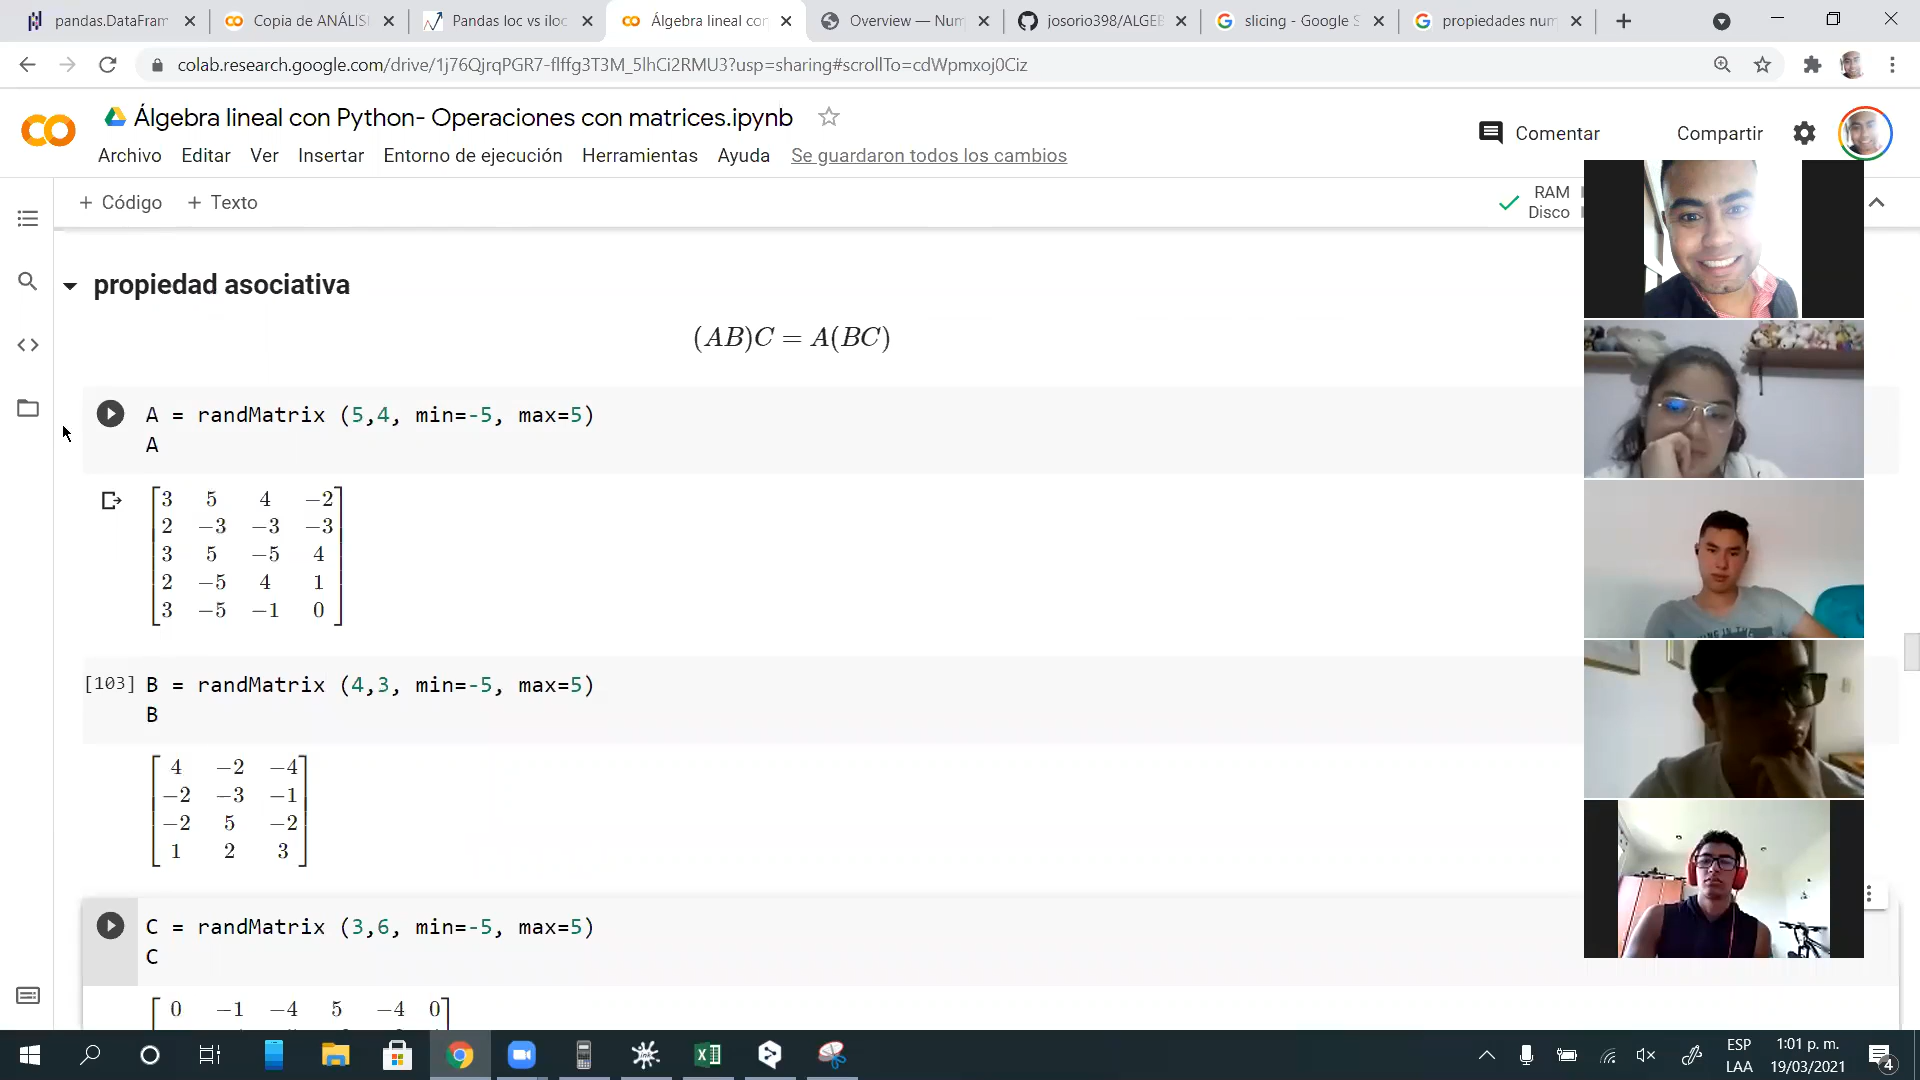 pandas.DataFram
Copia de ANÁLISI
Pandas loc vs iloc
Álgebra lineal con
Overview — Num
josorio398/ALGEB
slicing - Google S
propiedades num
colab.research.google.com/drive/1j76QjrqPGR7-flffg3T3M_5lhCi2RMU3?usp=sharing#scrollTo=cdWpmxoj0Ciz
Álgebra lineal con Python- Operaciones con matrices.ipynb
Comentar
Compartir
Archivo Editar Ver Insertar Entorno de ejecución Herramientas Ayuda Se guardaron todos los cambios
+ Código + Texto
RAM
Disco
propiedad asociativa
(AB)C = A(BC)
A = randMatrix (5,4, min=-5, max=5)
A
3 5 4 −2
2 −3 −3 −3
3 5 −5 4
2 −5 4 1
3 −5 −1 0
[103] B = randMatrix (4,3, min=-5, max=5)
B
4 −2 −4
−2 −3 −1
−2 5 −2
1 2 3
C = randMatrix (3,6, min=-5, max=5)
C
0 −1 −4 5 −4 0
ESP
LAA
1:01 p. m.
19/03/2021
4